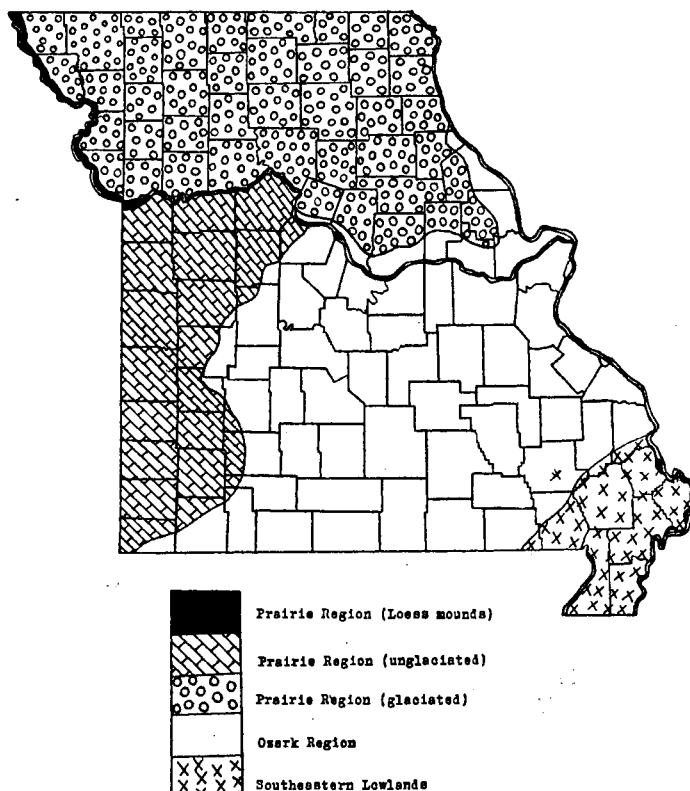 Prairie Region (Loess mounds)
Prairie Region (unglaciated)
Prairie Region (glaciated)
Ozark Region
Southeastern Lowlands